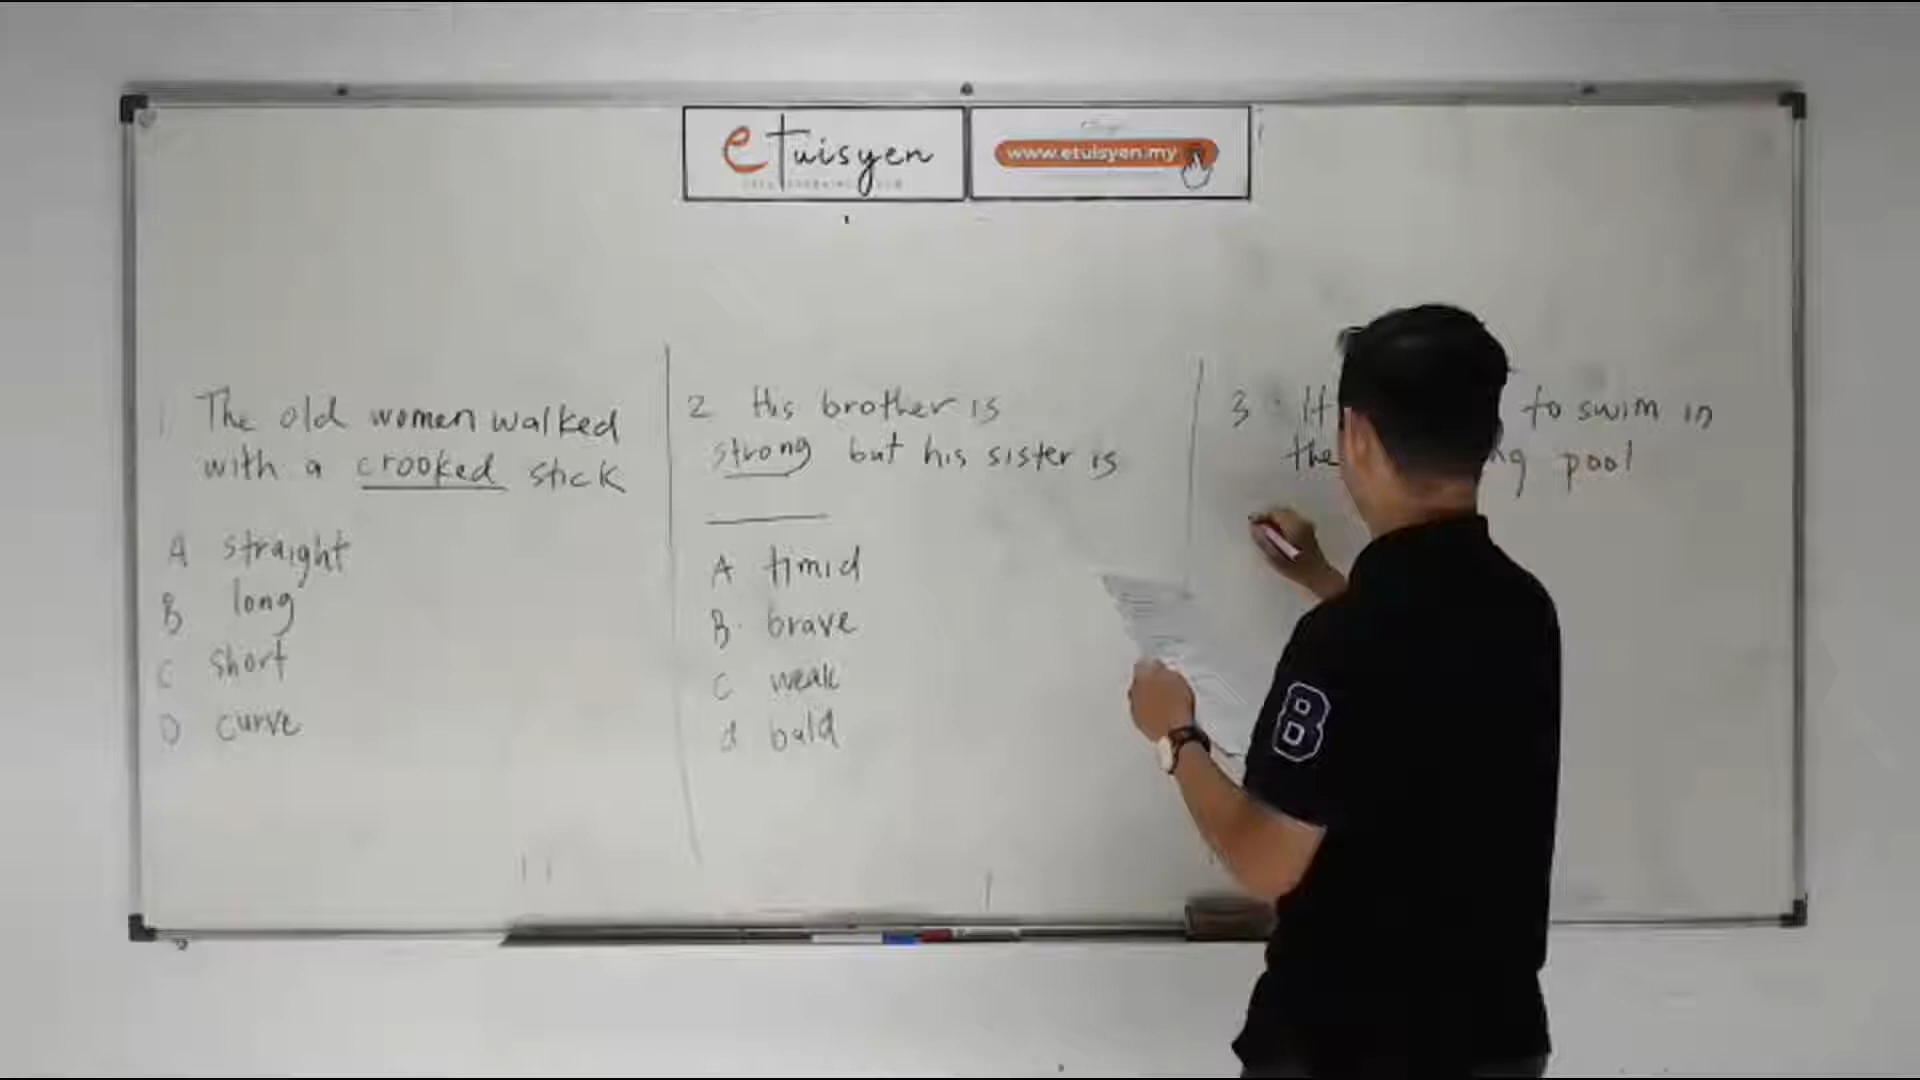 eTuisyen
www.etuisyen.my
1 The old women walked
with a crooked stick
A straight
B long
C short
D curve
2 His brother is
strong but his sister is
A timid
B. brave
C weak
d bald
3 It to swim in
the pool
B